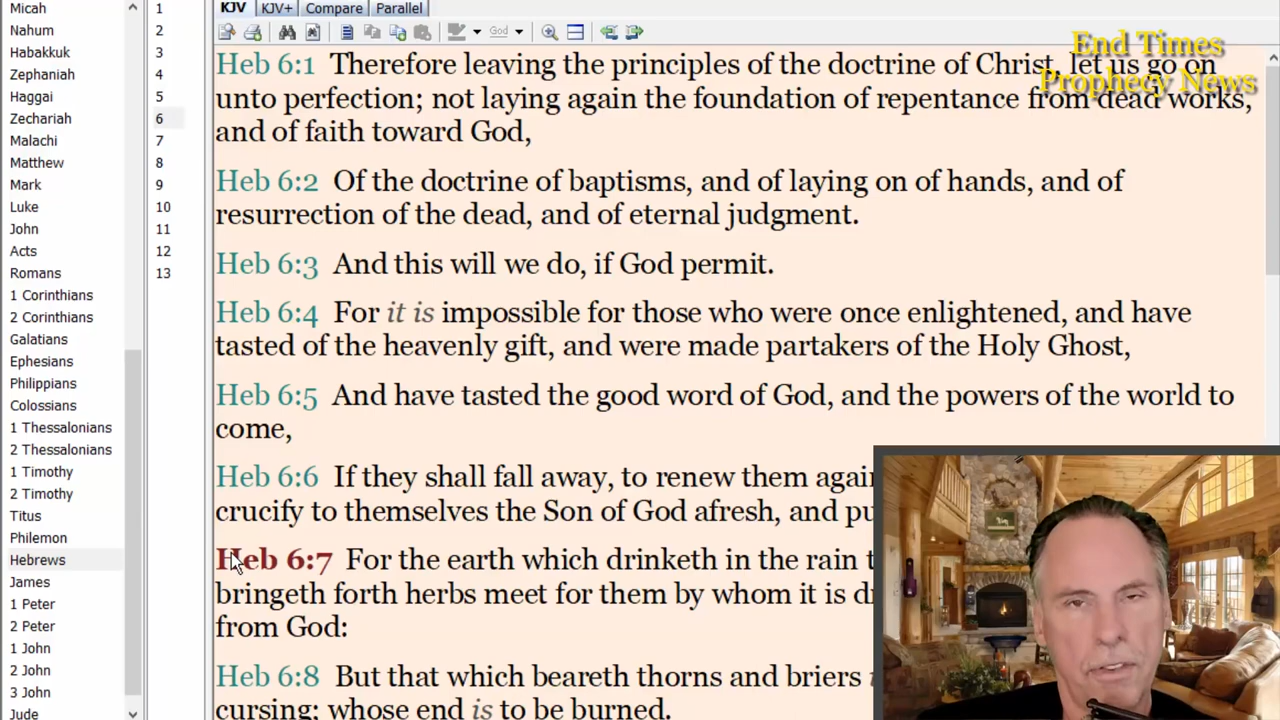 Micah
Nahum
Habakkuk
Zephaniah
Haggai
Zechariah
Malachi
Matthew
Mark
Luke
John
Acts
Romans
1 Corinthians
2 Corinthians
Galatians
Ephesians
Philippians
Colossians
1 Thessalonians
2 Thessalonians
1 Timothy
2 Timothy
Titus
Philemon
Hebrews
James
1 Peter
2 Peter
1 John
2 John
3 John
Jude
1
2
3
4
5
6
7
8
9
10
11
12
13
KJV KJV+ Compare Parallel
God
End Times
Prophecy News
Heb 6:1 Therefore leaving the principles of the doctrine of Christ, let us go on
unto perfection; not laying again the foundation of repentance from dead works,
and of faith toward God,
Heb 6:2 Of the doctrine of baptisms, and of laying on of hands, and of
resurrection of the dead, and of eternal judgment.
Heb 6:3 And this will we do, if God permit.
Heb 6:4 For it is impossible for those who were once enlightened, and have
tasted of the heavenly gift, and were made partakers of the Holy Ghost,
Heb 6:5 And have tasted the good word of God, and the powers of the world to
come,
Heb 6:6 If they shall fall away, to renew them again
crucify to themselves the Son of God afresh, and
Heb 6:7 For the earth which drinketh in the rain
bringeth forth herbs meet for them by whom it is
from God:
Heb 6:8 But that which beareth thorns and briers
cursing; whose end is to be burned.